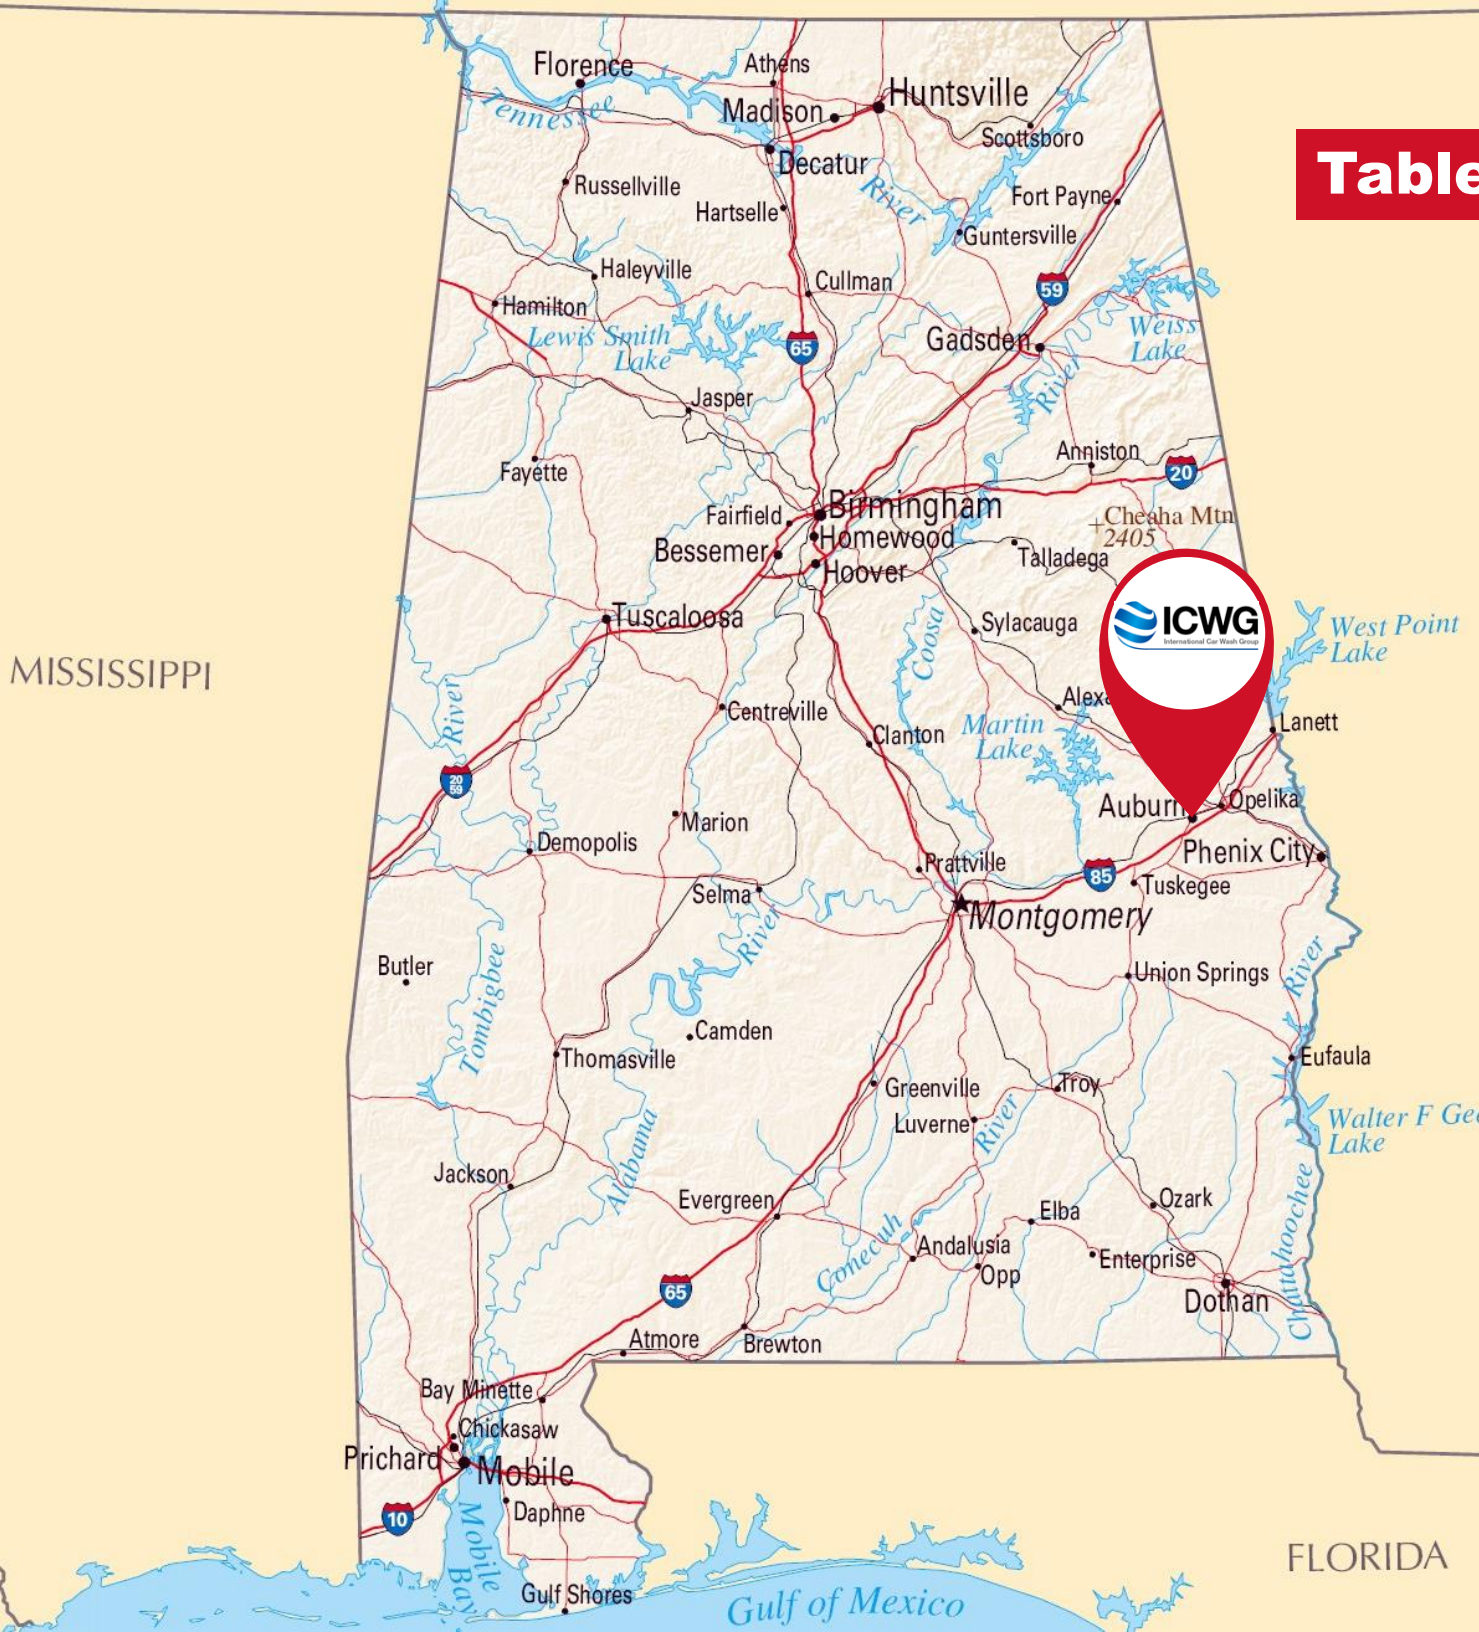 Florence
Athens
Huntsville
Madison
Tennessee
Scottsboro
Decatur
Table
Russellville
River
Fort Payne
Hartselle
Guntersville
Haleyville
Cullman
59
Hamilton
Lewis Smith
Lake
65
Weiss
Lake
Gadsden
River
Jasper
Anniston
20
Fayette
Birmingham
Fairfield
Cheaha Mtn
2405
Homewood
Bessemer
Talladega
Hoover
Tuscaloosa
ICWG
International Car Wash Group
Coosa
Sylacauga
West Point
Lake
MISSISSIPPI
River
Centreville
Alex
Clanton
Martin
Lake
Lanett
20
59
Auburn
Opelika
Marion
Demopolis
Phenix City
Prattville
85
Tuskegee
Selma
Montgomery
River
Butler
Union Springs
River
Tombigbee
Camden
Thomasville
Eufaula
Greenville
Troy
Luverne
River
Walter F Geo
Lake
Alabama
Jackson
Evergreen
Elba
Ozark
Chattahoochee
Conecuh
Andalusia
Opp
Enterprise
65
Dothan
Atmore
Brewton
Bay Minette
Chickasaw
Prichard
Mobile
10
Daphne
Mobile
Bay
FLORIDA
Gulf Shores
Gulf of Mexico